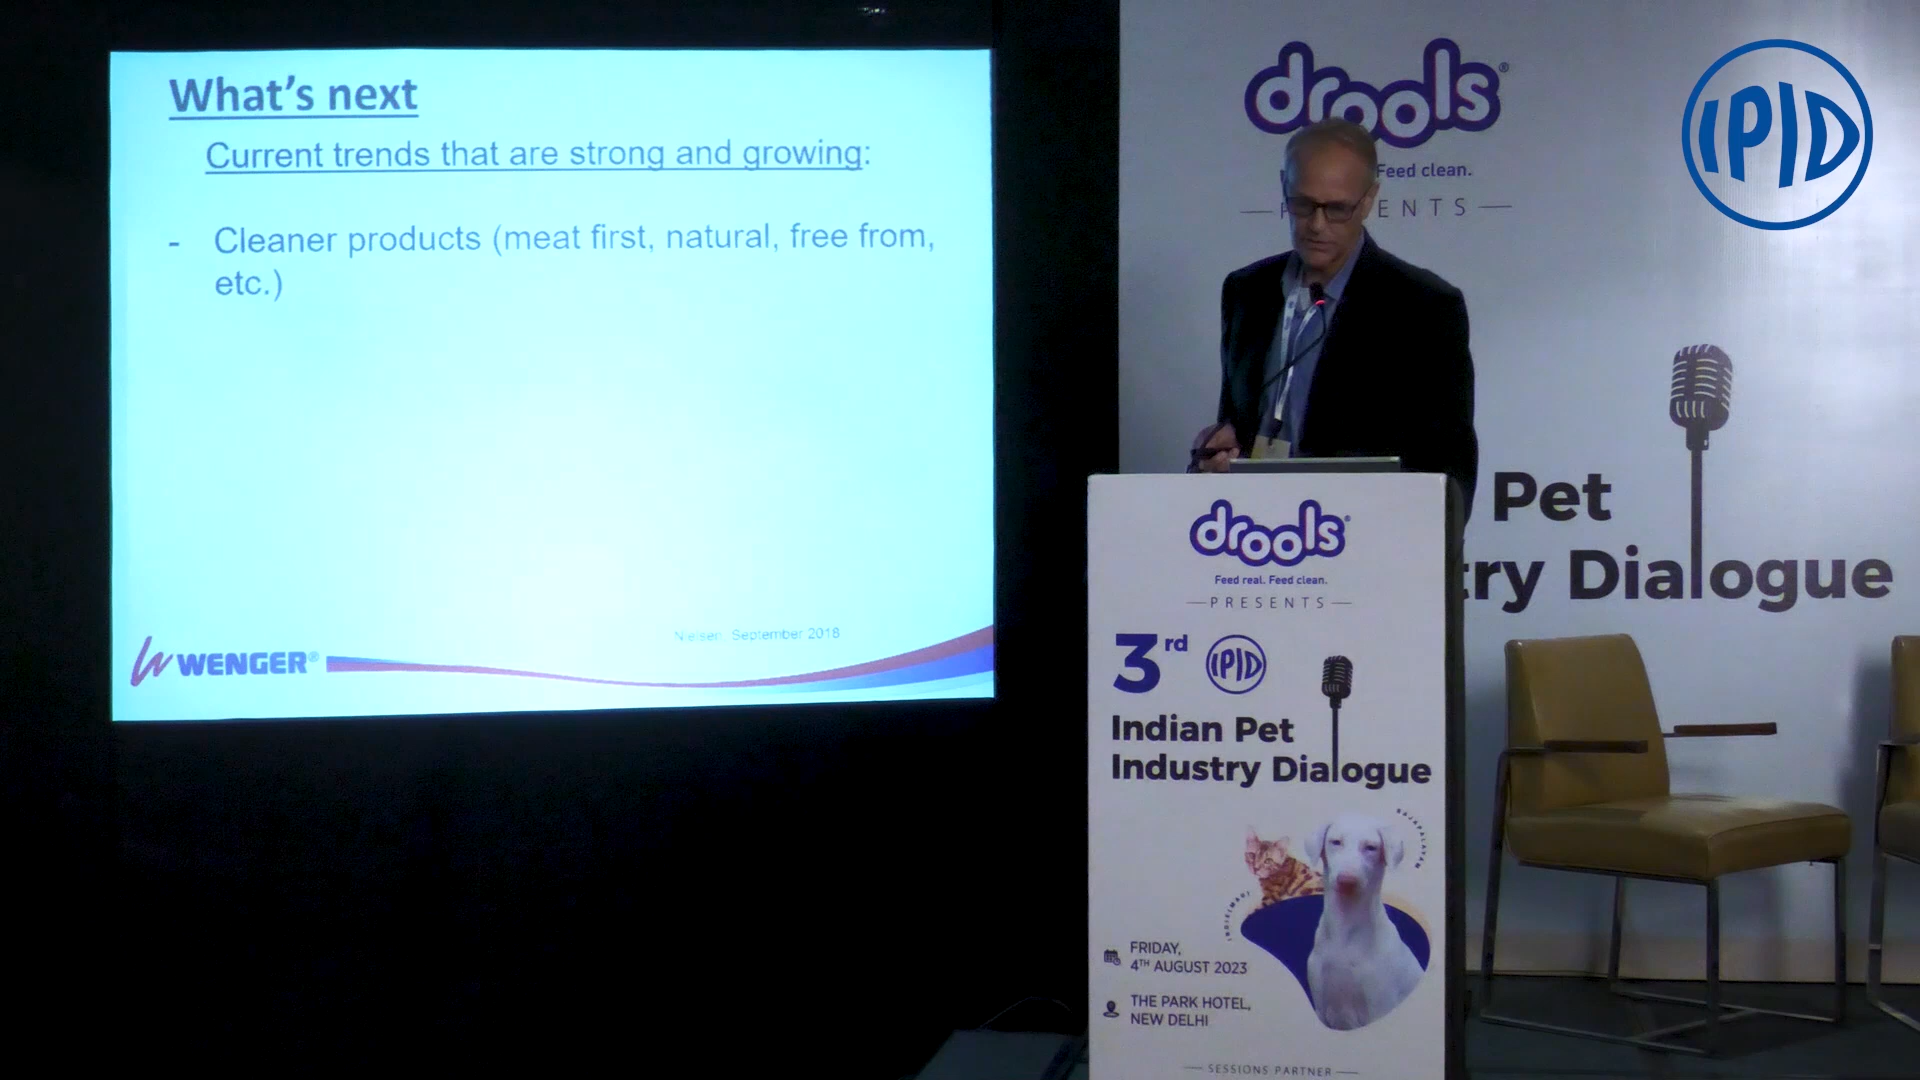 What's next
Current trends that are strong and growing:
- Cleaner products (meat first, natural, free from,
etc.)
Nielsen, September 2018
WENGER®
drools®
Feed clean.
ENTS
IPID
Pet
try Dialogue
drools®
Feed real. Feed clean.
PRESENTS
3rd
IPID
Indian Pet
Industry Dialogue
RAJAPALAYAM
FRIDAY,
4TH AUGUST 2023
THE PARK HOTEL,
NEW DELHI
SESSIONS PARTNER